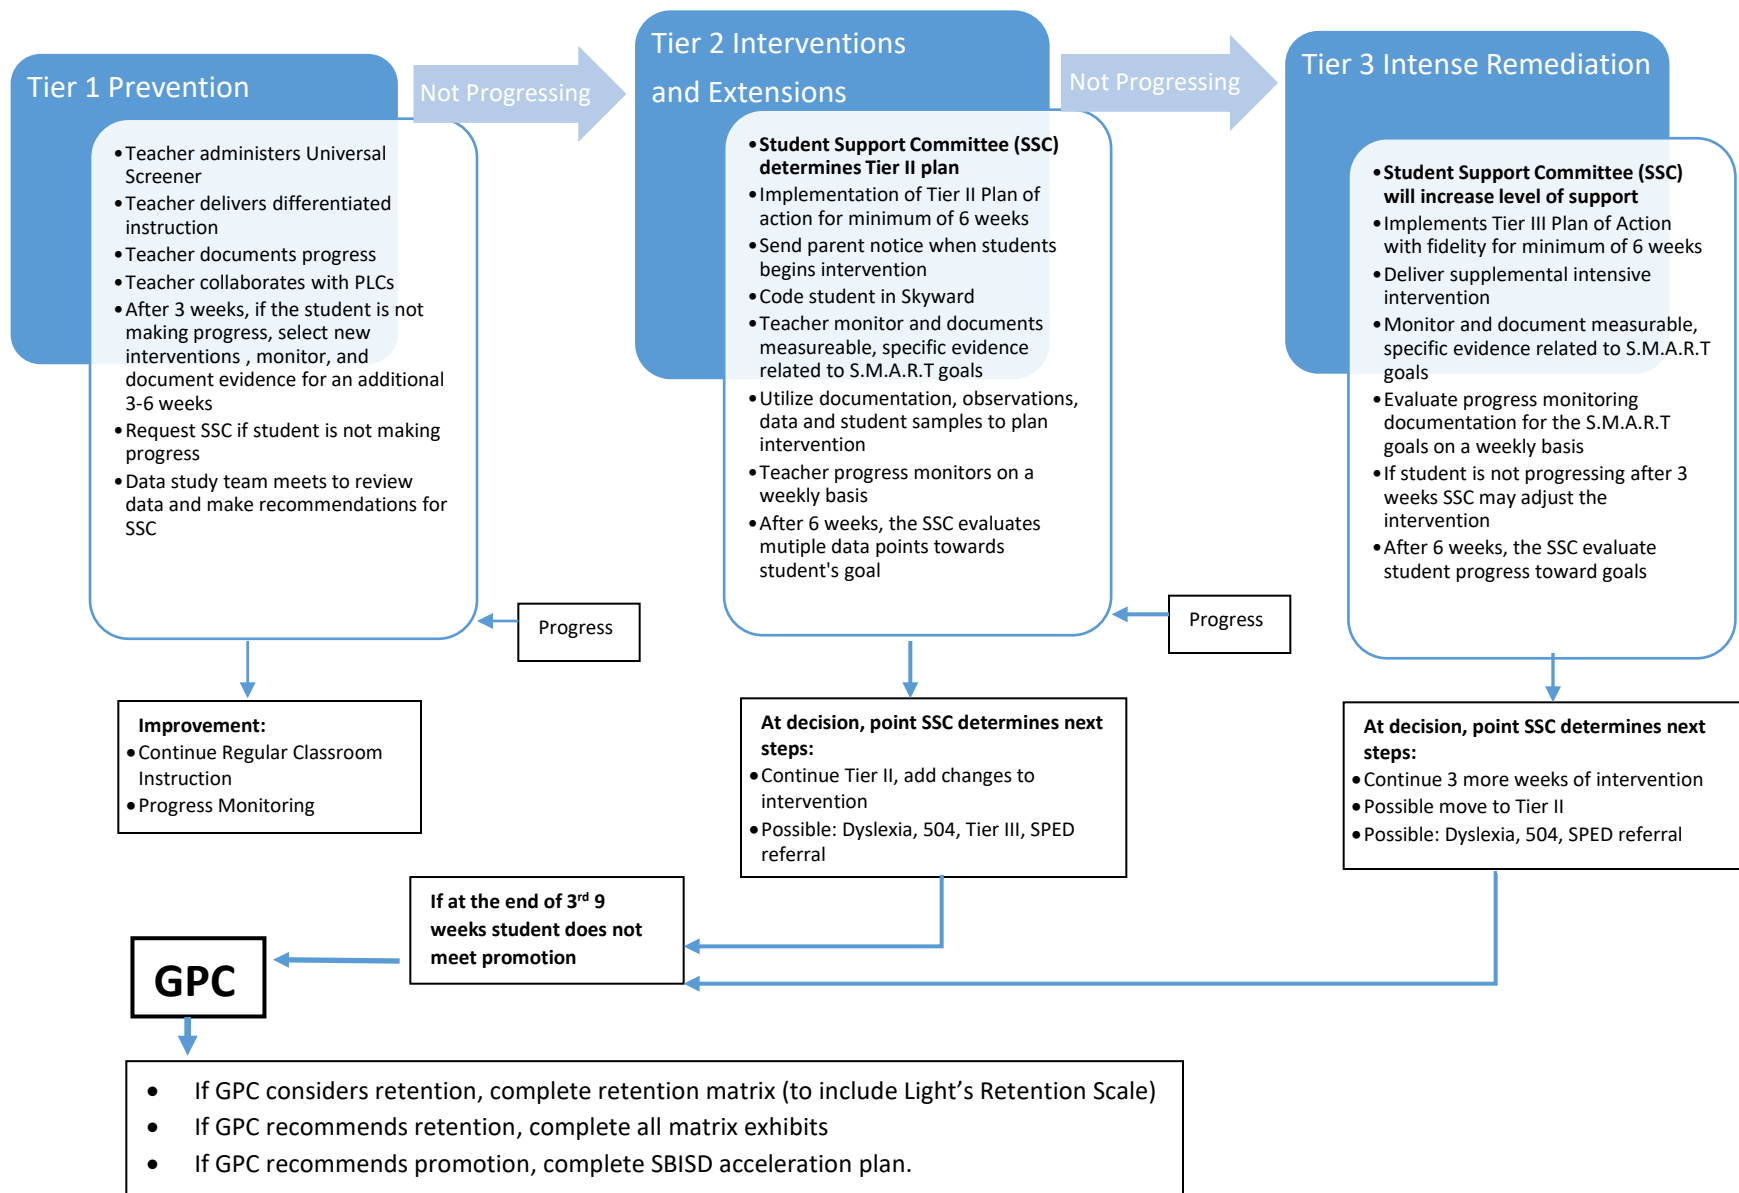 Tier 1 Prevention
•Teacher administers Universal
Screener
•Teacher delivers differentiated
instruction
•Teacher documents progress
•Teacher collaborates with PLCs
•After 3 weeks, if the student is not
making progress, select new
interventions , monitor, and
document evidence for an additional
3-6 weeks
•Request SSC if student is not making
progress
•Data study team meets to review
data and make recommendations for
SSC
Not Progressing
Tier 2 Interventions
and Extensions
•Student Support Committee (SSC)
determines Tier II plan
•Implementation of Tier II Plan of
action for minimum of 6 weeks
•Send parent notice when students
begins intervention
•Code student in Skyward
•Teacher monitor and documents
measureable, specific evidence
related to S.M.A.R.T goals
•Utilize documentation, observations,
data and student samples to plan
intervention
•Teacher progress monitors on a
weekly basis
•After 6 weeks, the SSC evaluates
mutiple data points towards
student's goal
Not Progressing
Tier 3 Intense Remediation
•Student Support Committee (SSC)
will increase level of support
•Implements Tier III Plan of Action
with fidelity for minimum of 6 weeks
•Deliver supplemental intensive
intervention
•Monitor and document measurable,
specific evidence related to S.M.A.R.T
goals
•Evaluate progress monitoring
documentation for the S.M.A.R.T
goals on a weekly basis
•If student is not progressing after 3
weeks SSC may adjust the
intervention
•After 6 weeks, the SSC evaluate
student progress toward goals
Progress
Progress
Improvement:
•Continue Regular Classroom
Instruction
•Progress Monitoring
At decision, point SSC determines next
steps:
•Continue Tier II, add changes to
intervention
•Possible: Dyslexia, 504, Tier III, SPED
referral
At decision, point SSC determines next
steps:
•Continue 3 more weeks of intervention
•Possible move to Tier II
•Possible: Dyslexia, 504, SPED referral
If at the end of 3rd 9
weeks student does not
meet promotion
GPC
• If GPC considers retention, complete retention matrix (to include Light’s Retention Scale)
• If GPC recommends retention, complete all matrix exhibits
• If GPC recommends promotion, complete SBISD acceleration plan.